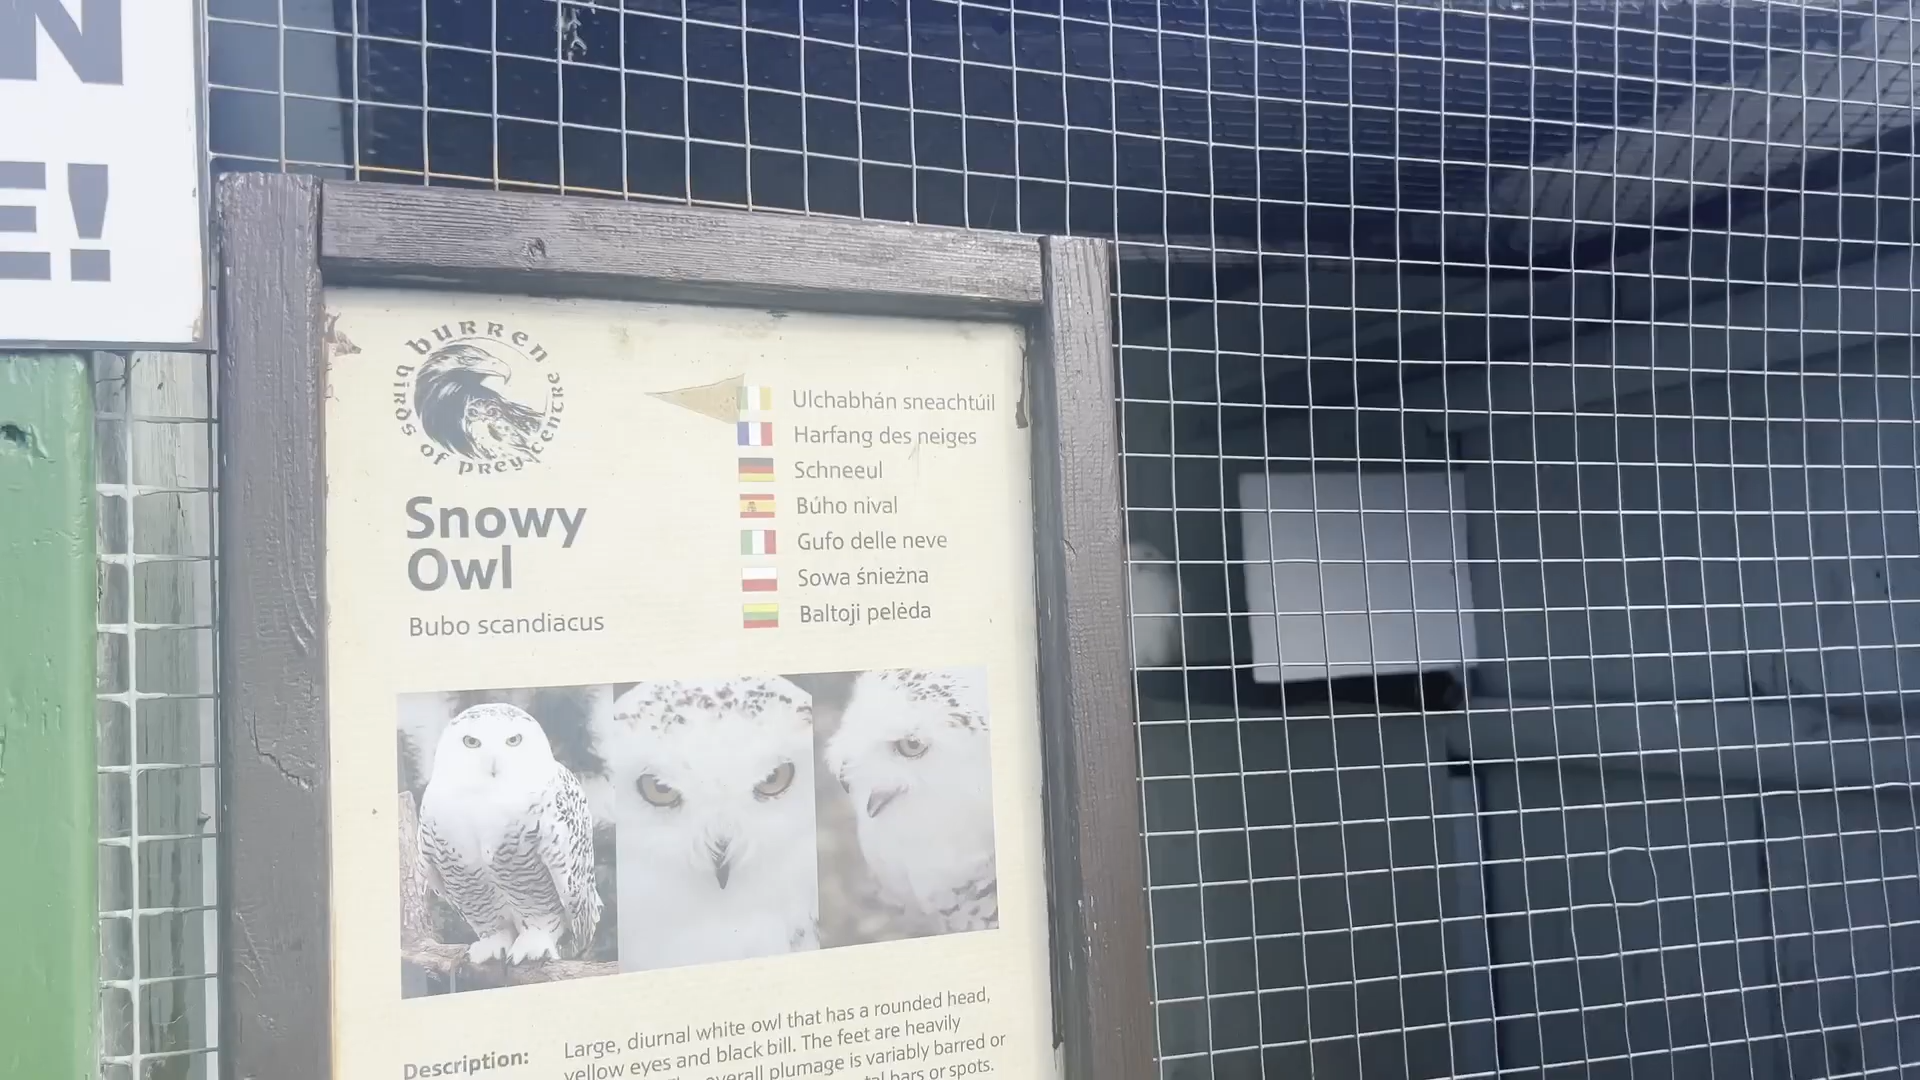 N
E!
burren
birds of prey centre
Snowy
Owl
Bubo scandiacus
Ulchabhán sneachtúil
Harfang des neiges
Schneeul
Búho nival
Gufo delle neve
Sowa śnieżna
Baltoji pelėda
Description:
Large, diurnal white owl that has a rounded head,
yellow eyes and black bill. The feet are heavily
overall plumage is variably barred or
bars or spots.